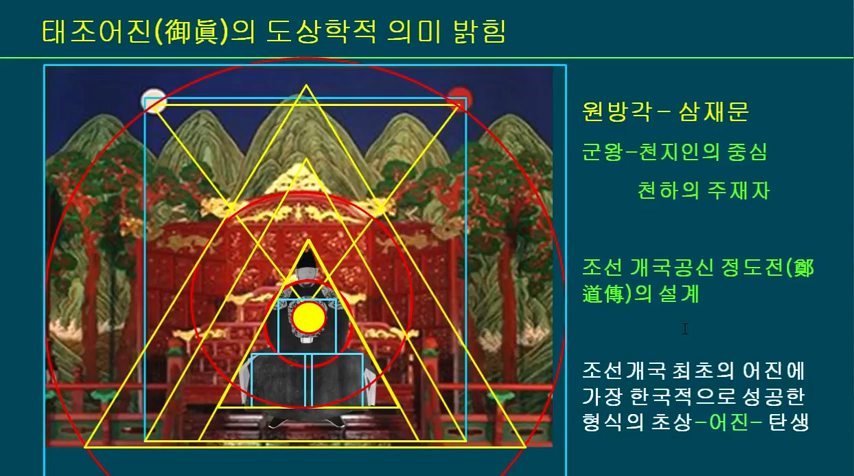 태조어진(御眞)의 도상학적 의미 밝힘
원방각– 삼재문
군왕–천지인의 중심
천하의 주재자
조선 개국공신 정도전(鄭
道傳)의 설계
조선개국 최초의 어진에
가장 한국적으로 성공한
형식의 초상–어진– 탄생